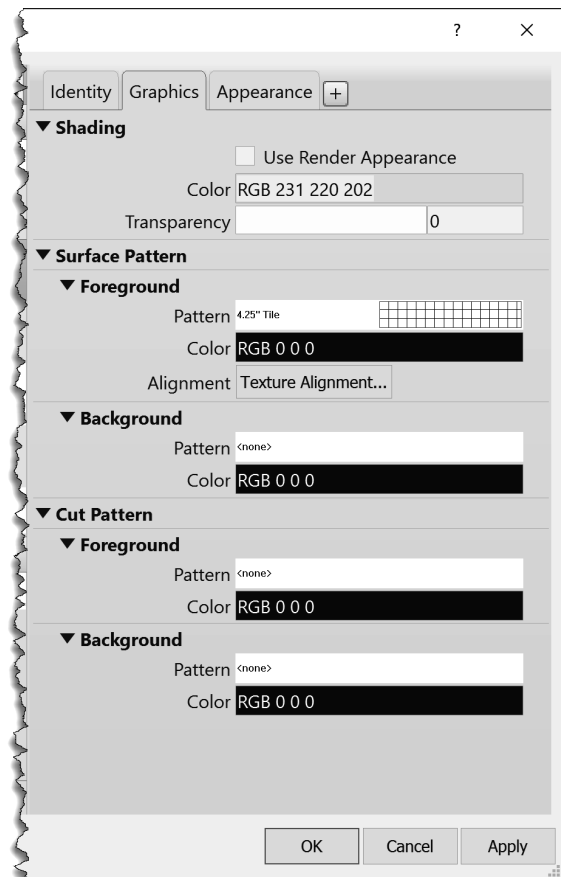 ?
Identity Graphics Appearance +
Shading
Use Render Appearance
Color RGB 231 220 202
Transparency 0
Surface Pattern
Foreground
Pattern 4.25" Tile
Color RGB 0 0 0
Alignment Texture Alignment...
Background
Pattern <none>
Color RGB 0 0 0
Cut Pattern
Foreground
Pattern <none>
Color RGB 0 0 0
Background
Pattern <none>
Color RGB 0 0 0
OK Cancel Apply